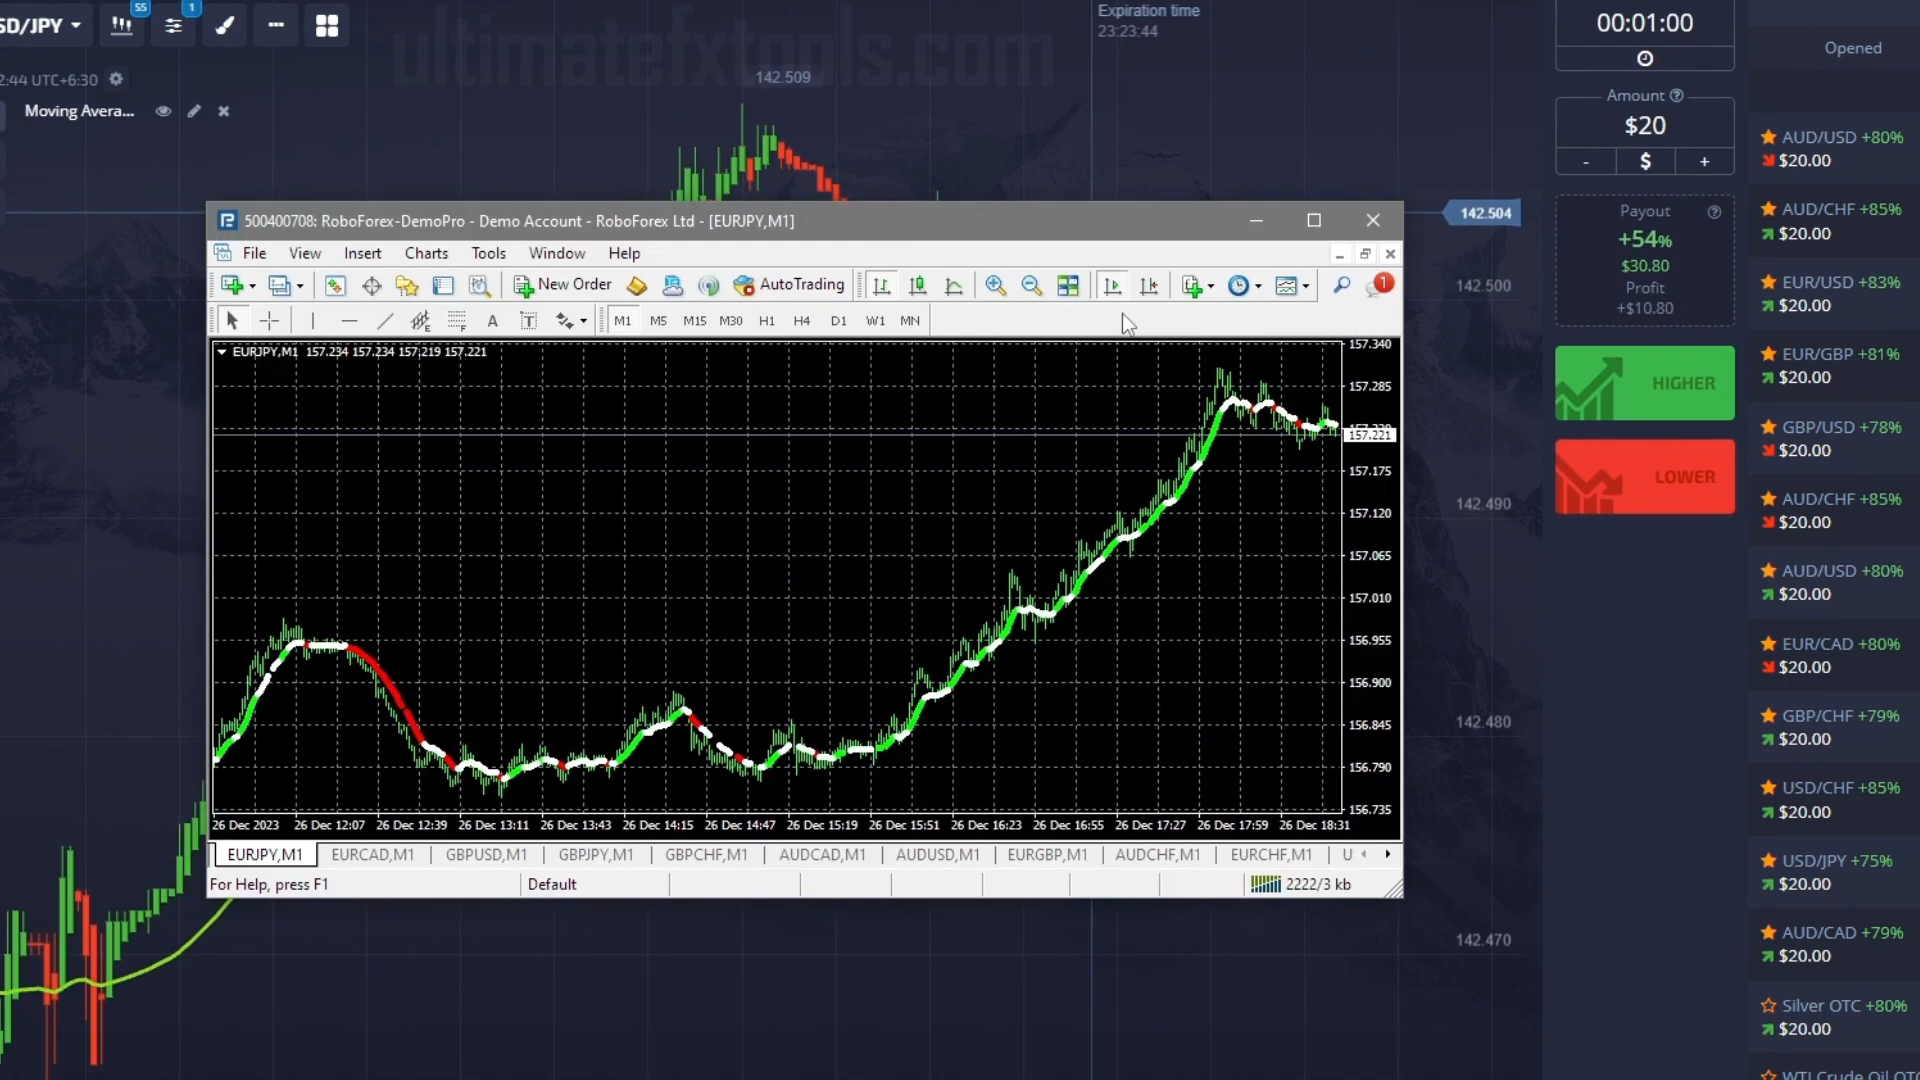 SD/JPY
S5
1
ultimatefxtools.com
Expiration time
23:23:44
00:01:00
Opened
2:44 UTC+6:30
142.509
Moving Avera...
Amount
$20
- $ +
Payout
+54%
$30.80
Profit
+$10.80
HIGHER
LOWER
142.504
142.500
142.490
142.480
142.470
500400708: RoboForex-DemoPro - Demo Account - RoboForex Ltd - [EURJPY,M1]
File View Insert Charts Tools Window Help
New Order AutoTrading 1
A T M1 M5 M15 M30 H1 H4 D1 W1 MN
EURJPY,M1 157.234 157.234 157.219 157.221
157.340
157.285
157.221
157.175
157.120
157.065
157.010
156.955
156.900
156.845
156.790
156.735
26 Dec 2023 26 Dec 12:07 26 Dec 12:39 26 Dec 13:11 26 Dec 13:43 26 Dec 14:15 26 Dec 14:47 26 Dec 15:19 26 Dec 15:51 26 Dec 16:23 26 Dec 16:55 26 Dec 17:27 26 Dec 17:59 26 Dec 18:31
EURJPY,M1 EURCAD,M1 GBPUSD,M1 GBPJPY,M1 GBPCHF,M1 AUDCAD,M1 AUDUSD,M1 EURGBP,M1 AUDCHF,M1 EURCHF,M1 U
For Help, press F1 Default 2222/3 kb
AUD/USD +80%
$20.00
AUD/CHF +85%
$20.00
EUR/USD +83%
$20.00
EUR/GBP +81%
$20.00
GBP/USD +78%
$20.00
AUD/CHF +85%
$20.00
AUD/USD +80%
$20.00
EUR/CAD +80%
$20.00
GBP/CHF +79%
$20.00
USD/CHF +85%
$20.00
USD/JPY +75%
$20.00
AUD/CAD +79%
$20.00
Silver OTC +80%
$20.00
WTI Crude Oil OTC